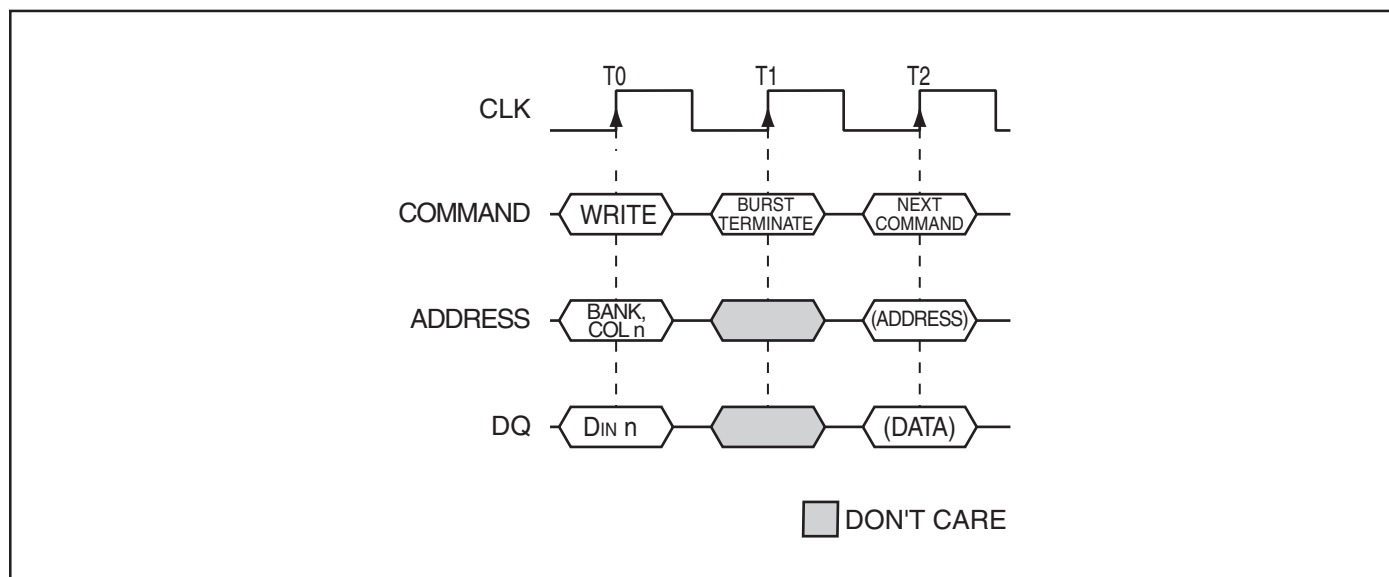 T0 T1 T2
CLK
COMMAND WRITE BURST TERMINATE NEXT COMMAND
ADDRESS BANK, COL n (ADDRESS)
DQ DIN n (DATA)
DON'T CARE